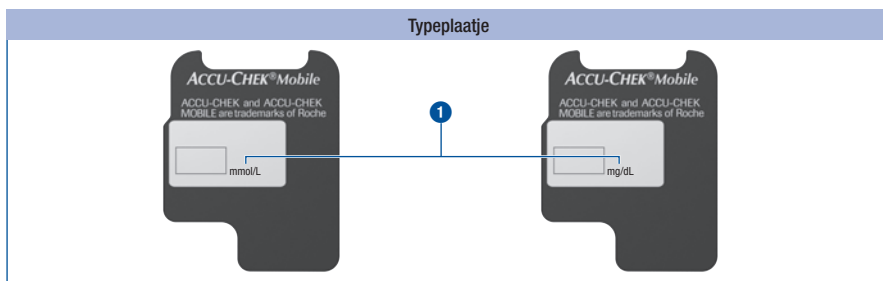 Typeplaatje
ACCU-CHEK®Mobile
ACCU-CHEK and ACCU-CHEK
MOBILE are trademarks of Roche
mmol/L
1
ACCU-CHEK®Mobile
ACCU-CHEK and ACCU-CHEK
MOBILE are trademarks of Roche
mg/dL